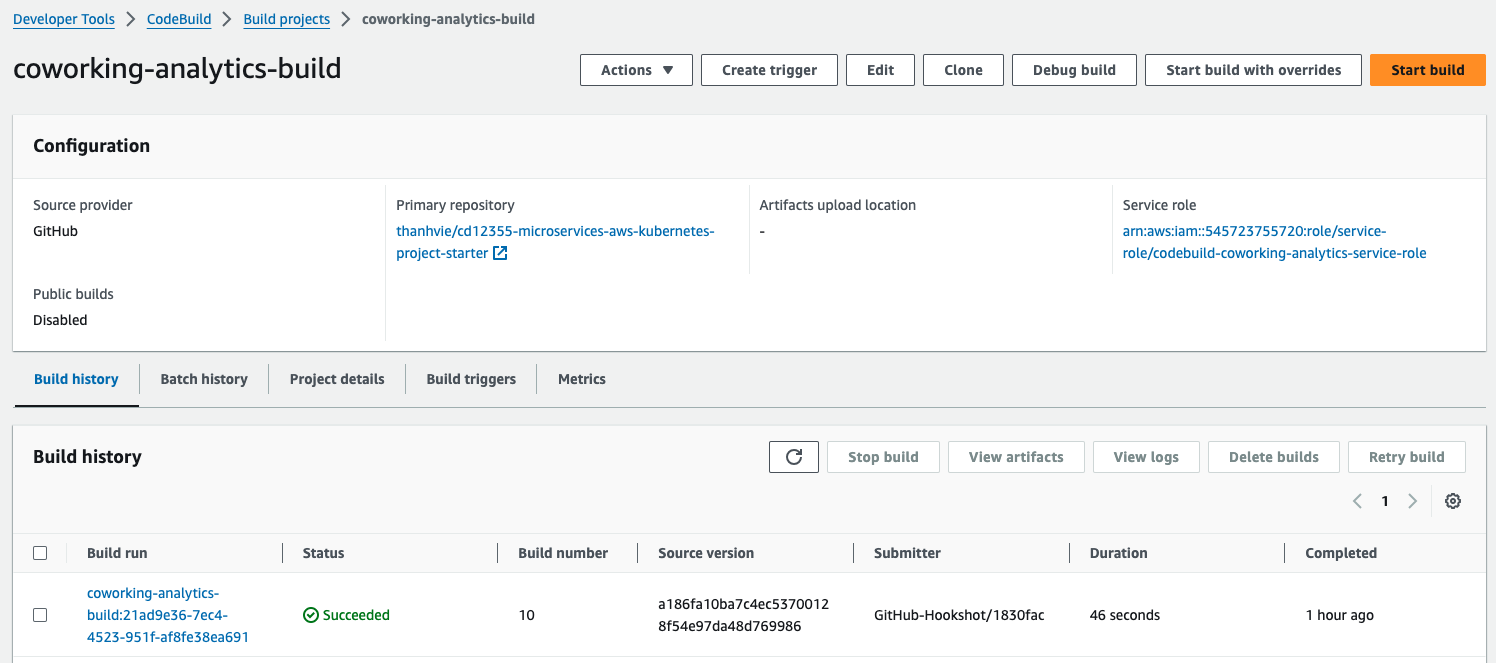 Developer Tools > CodeBuild > Build projects > coworking-analytics-build
coworking-analytics-build
Actions ▼ Create trigger Edit Clone Debug build Start build with overrides Start build
Configuration
Source provider
GitHub
Primary repository
thanhvie/cd12355-microservices-aws-kubernetes-
project-starter
Artifacts upload location
-
Service role
arn:aws:iam::545723755720:role/service-
role/codebuild-coworking-analytics-service-role
Public builds
Disabled
Build history Batch history Project details Build triggers Metrics
Build history
Stop build View artifacts View logs Delete builds Retry build
< 1 >
Build run Status Build number Source version Submitter Duration Completed
coworking-analytics-
build:21ad9e36-7ec4-
4523-951f-af8fe38ea691
Succeeded
10
a186fa10ba7c4ec5370012
8f54e97da48d769986
GitHub-Hookshot/1830fac
46 seconds
1 hour ago